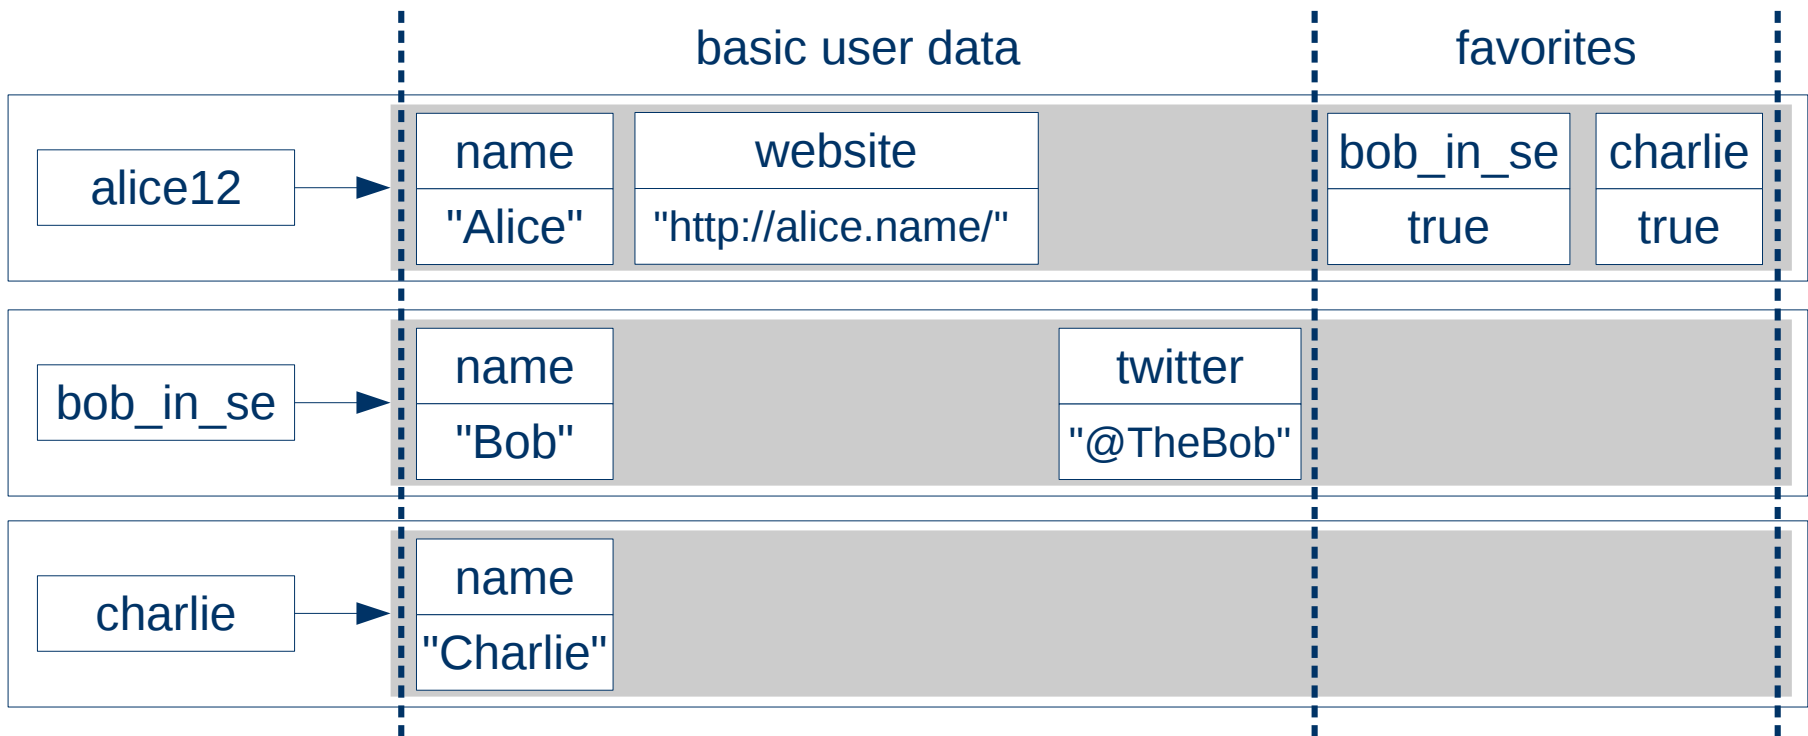 basic user data
favorites
alice12
name
"Alice"
website
"http://alice.name/"
bob_in_se
true
charlie
true
bob_in_se
name
"Bob"
twitter
"@TheBob"
charlie
name
"Charlie"